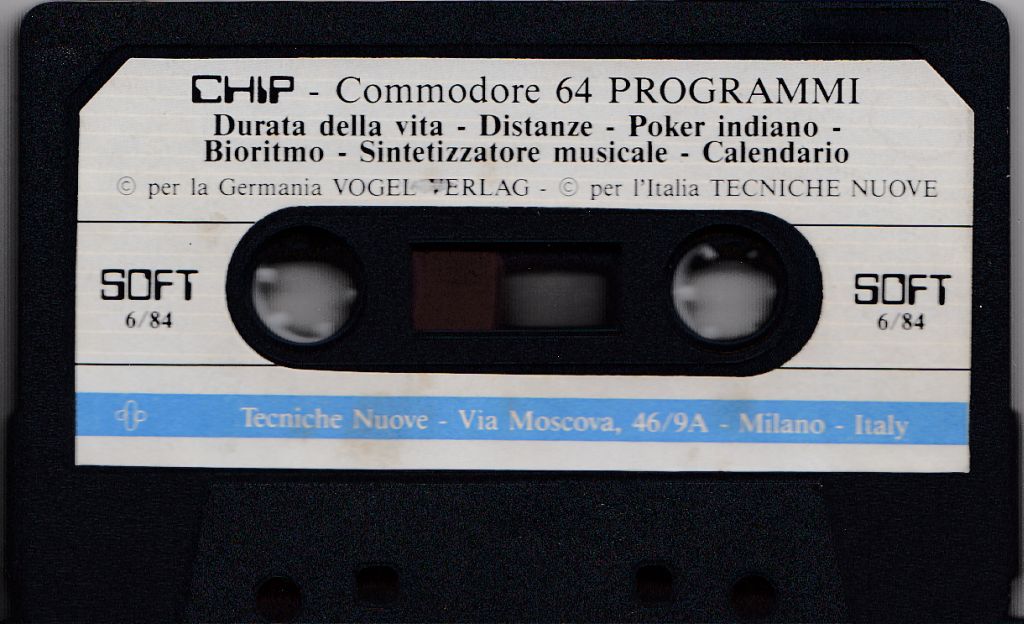 CHIP - Commodore 64 PROGRAMMI
Durata della vita - Distanze - Poker indiano -
Bioritmo - Sintetizzatore musicale - Calendario
© per la Germania VOGEL VERLAG - © per l'Italia TECNICHE NUOVE
SOFT
6/84
SOFT
6/84
Tecniche Nuove - Via Moscova, 46/9A - Milano - Italy